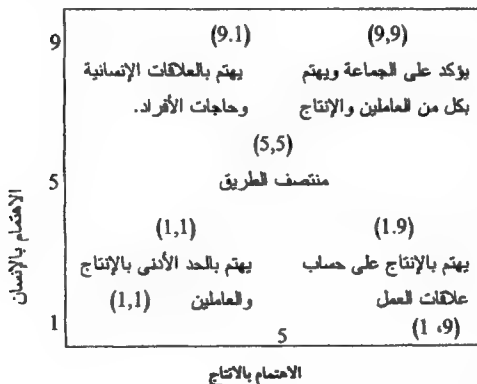 9
(9.1) (9,9)
يهتم بالعلاقات الإنسانية
وحاجات الأفراد.
يؤكد على الجماعة ويهتم
بكل من العاملين والإنتاج
(5,5)
منتصف الطريق
5
الاهتمام بالإنسان
(1,1) (1.9)
يهتم بالحد الأدنى بالإنتاج
والعاملين (1,1)
يهتم بالإنتاج على حساب
علاقات العمل
(9، 1)
1
5
الاهتمام بالانتاج